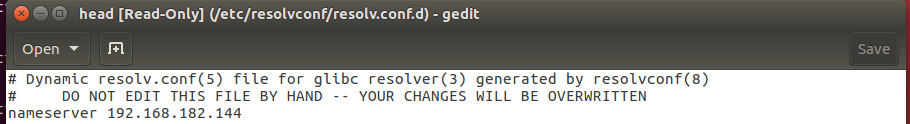 head [Read-Only] (/etc/resolvconf/resolv.conf.d) - gedit
Open Save
# Dynamic resolv.conf(5) file for glibc resolver(3) generated by resolvconf(8)
#     DO NOT EDIT THIS FILE BY HAND -- YOUR CHANGES WILL BE OVERWRITTEN
nameserver 192.168.182.144